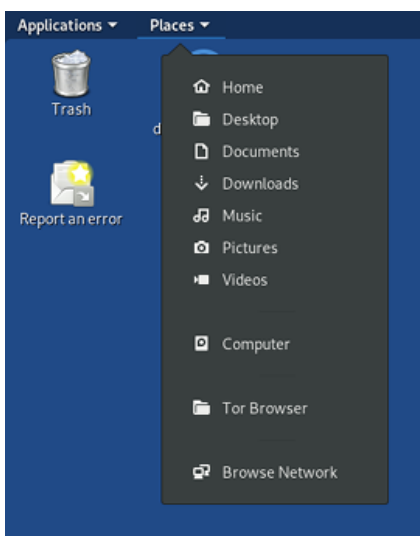 Applications Places
Trash
d
Report an error
Home
Desktop
Documents
Downloads
Music
Pictures
Videos
Computer
Tor Browser
Browse Network